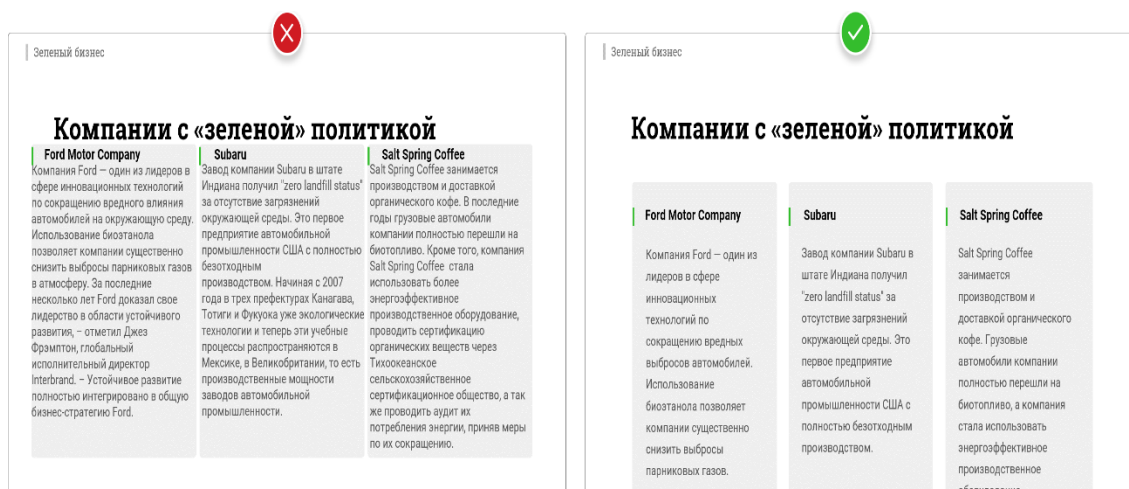 Зеленый бизнес
Компании с «зеленой» политикой
Ford Motor Company
Компания Ford — один из лидеров в
сфере инновационных технологий
по сокращению вредного влияния
автомобилей на окружающую среду.
Использование биоэтанола
позволяет компании существенно
снизить выбросы парниковых газов
в атмосферу. За последние
несколько лет Ford доказал свое
лидерство в области устойчивого
развития, – отметил Джез
Фрэмптон, глобальный
исполнительный директор
Interbrand. – Устойчивое развитие
полностью интегрировано в общую
бизнес-стратегию Ford.
Subaru
Завод компании Subaru в штате
Индиана получил "zero landfill status"
за отсутствие загрязнений
окружающей среды. Это первое
предприятие автомобильной
промышленности США с полностью
безотходным
производством. Начиная с 2007
года в трех префектурах Канагава,
Тотиги и Фукуока уже экологические
технологии и теперь эти учебные
процессы распространяются в
Мексике, в Великобритании, то есть
производственные мощности
заводов автомобильной
промышленности.
Salt Spring Coffee
Salt Spring Coffee занимается
производством и доставкой
органического кофе. В последние
годы грузовые автомобили
компании полностью перешли на
биотопливо. Кроме того, компания
Salt Spring Coffee стала
использовать более
энергоэффективное
производственное оборудование,
проводить сертификацию
органических веществ через
Тихоокеанское
сельскохозяйственное
сертификационное общество, а так
же проводить аудит их
потребления энергии, приняв меры
по их сокращению.
Зеленый бизнес
Компании с «зеленой» политикой
Ford Motor Company
Компания Ford — один из
лидеров в сфере
инновационных
технологий по
сокращению вредных
выбросов автомобилей.
Использование
биоэтанола позволяет
компании существенно
снизить выбросы
парниковых газов.
Subaru
Завод компании Subaru в
штате Индиана получил
"zero landfill status" за
отсутствие загрязнений
окружающей среды. Это
первое предприятие
автомобильной
промышленности США с
полностью безотходным
производством.
Salt Spring Coffee
Salt Spring Coffee
занимается
производством и
доставкой органического
кофе. Грузовые
автомобили компании
полностью перешли на
биотопливо, а компания
стала использовать
энергоэффективное
производственное